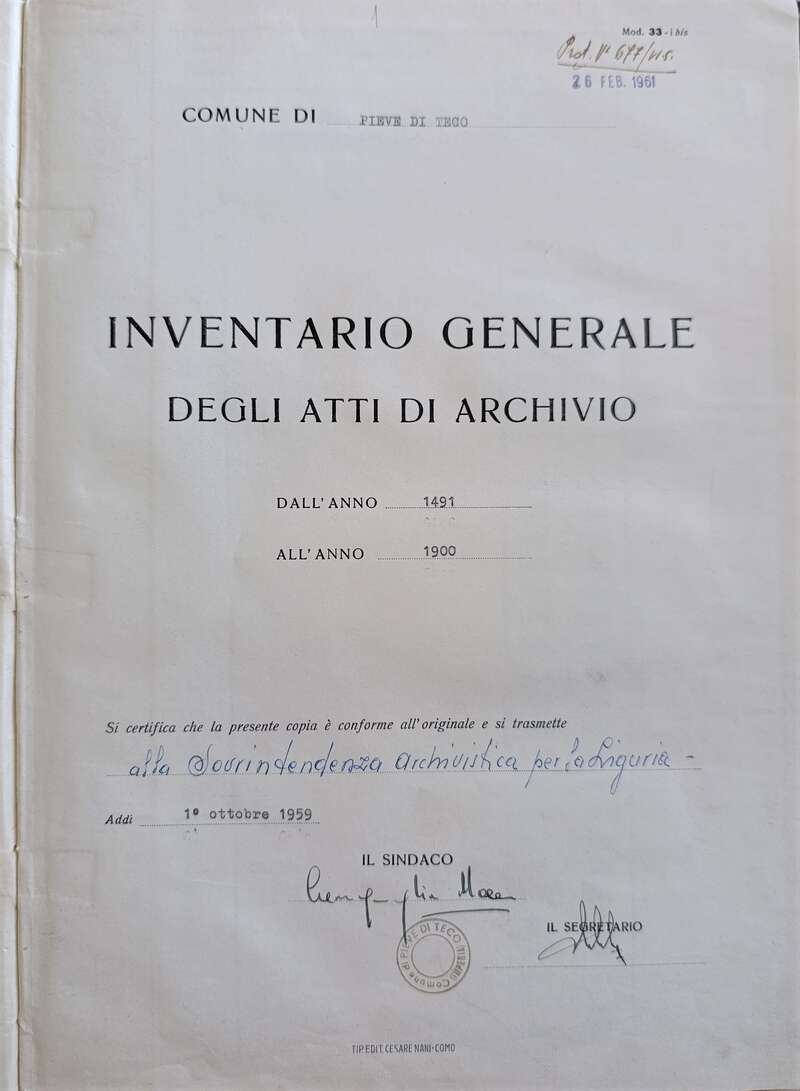 1
Mod. 33 - i bis
Prot. N° 677/
26 FEB. 1961
COMUNE DI PIEVE DI TECO
INVENTARIO GENERALE
DEGLI ATTI DI ARCHIVIO
DALL'ANNO 1491
ALL'ANNO 1900
Si certifica che la presente copia è conforme all'originale e si trasmette
alla Sovrintendenza Archivistica per la Liguria -
Addì 1° ottobre 1959
IL SINDACO
IL SEGRETARIO
Comune di PIEVE DI TECO
TIP. EDIT. CESARE NANI - COMO